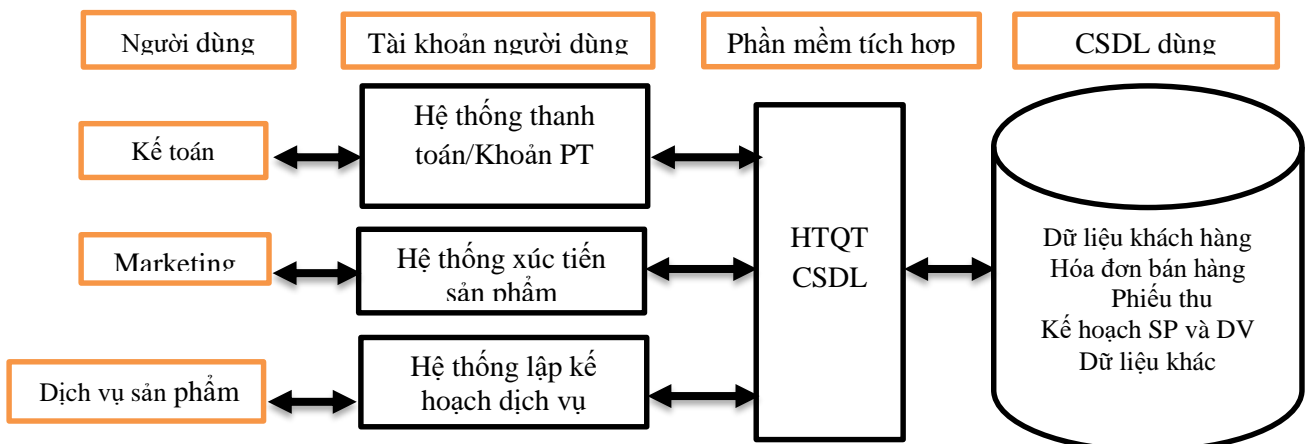 Người dùng
Tài khoản người dùng
Phần mềm tích hợp
CSDL dùng
Kế toán
Hệ thống thanh
toán/Khoản PT
Marketing
Hệ thống xúc tiến
sản phẩm
Dịch vụ sản phẩm
Hệ thống lập kế
hoạch dịch vụ
HTQT
CSDL
Dữ liệu khách hàng
Hóa đơn bán hàng
Phiếu thu
Kế hoạch SP và DV
Dữ liệu khác